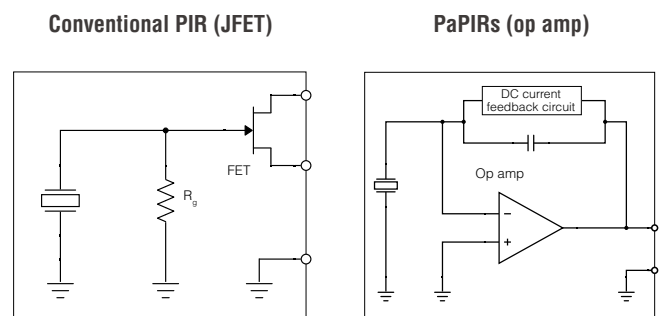 Conventional PIR (JFET)
PaPIRs (op amp)
FET
Rg
DC current
feedback circuit
Op amp
−
+